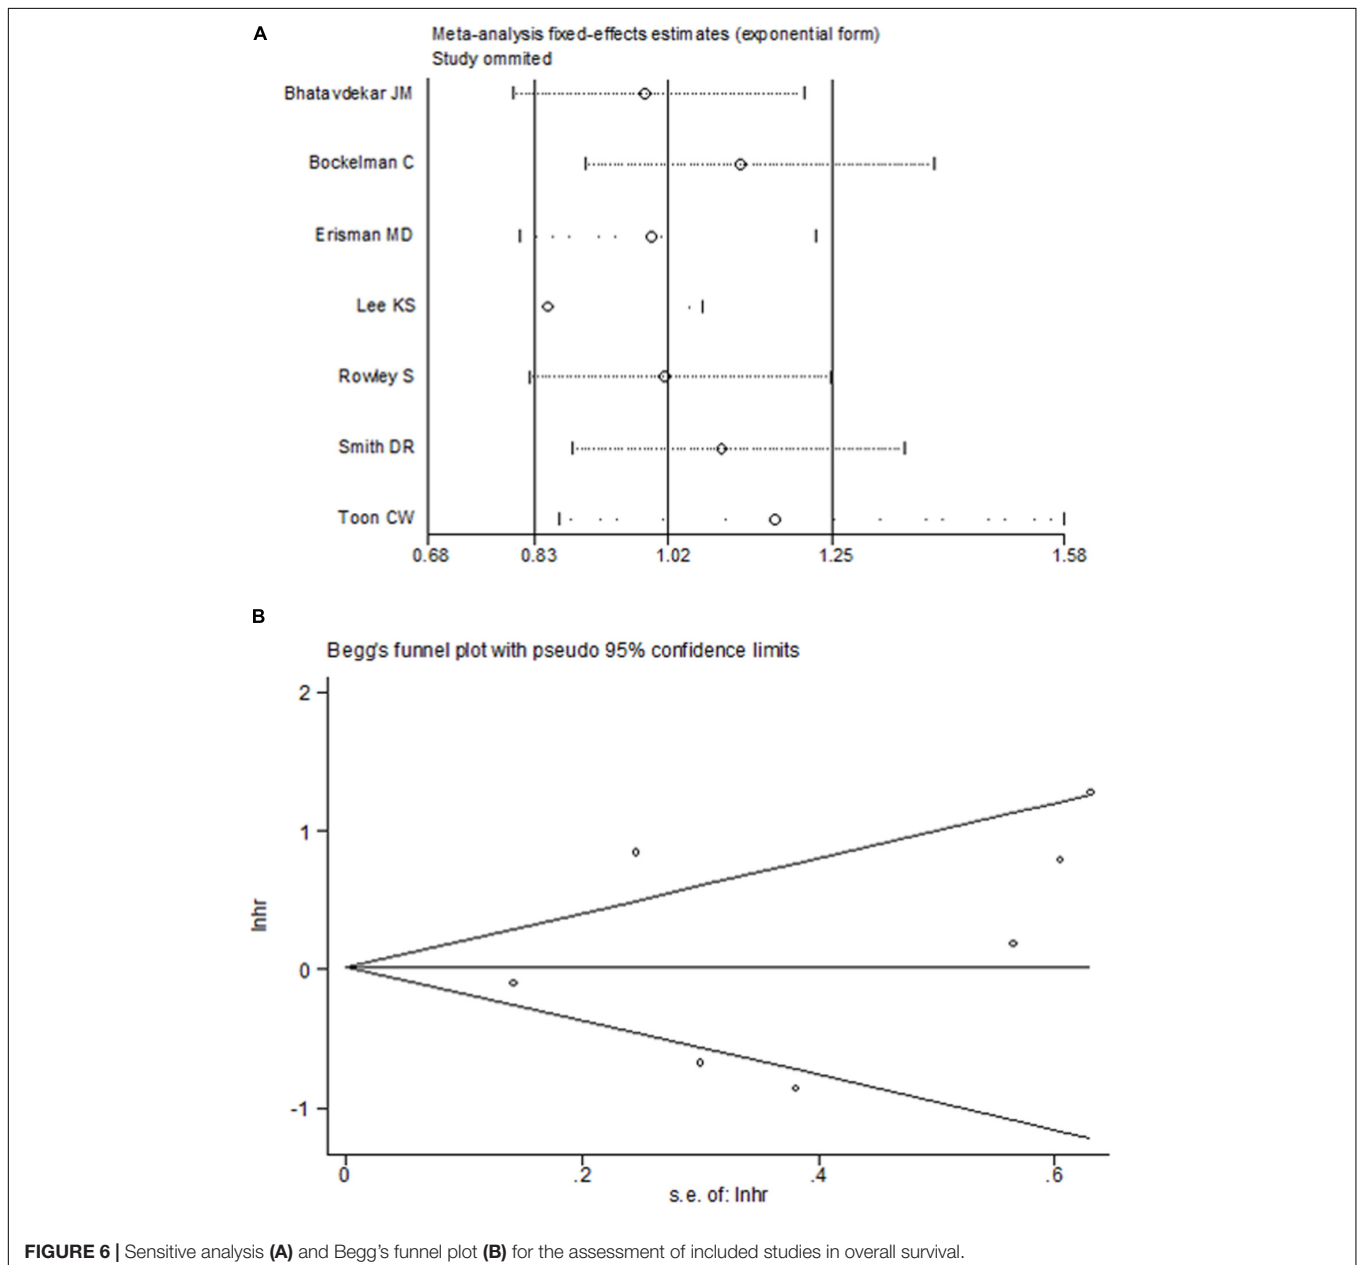 A
Meta-analysis fixed-effects estimates (exponential form)
Study ommited
Bhatavdekar JM
Bockelman C
Erisman MD
Lee KS
Rowley S
Smith DR
Toon CW
0.68 0.83 1.02 1.25 1.58
B
Begg's funnel plot with pseudo 95% confidence limits
2
1
0
-1
lnhr
0 .2 .4 .6
s.e. of: lnhr
FIGURE 6 | Sensitive analysis (A) and Begg's funnel plot (B) for the assessment of included studies in overall survival.